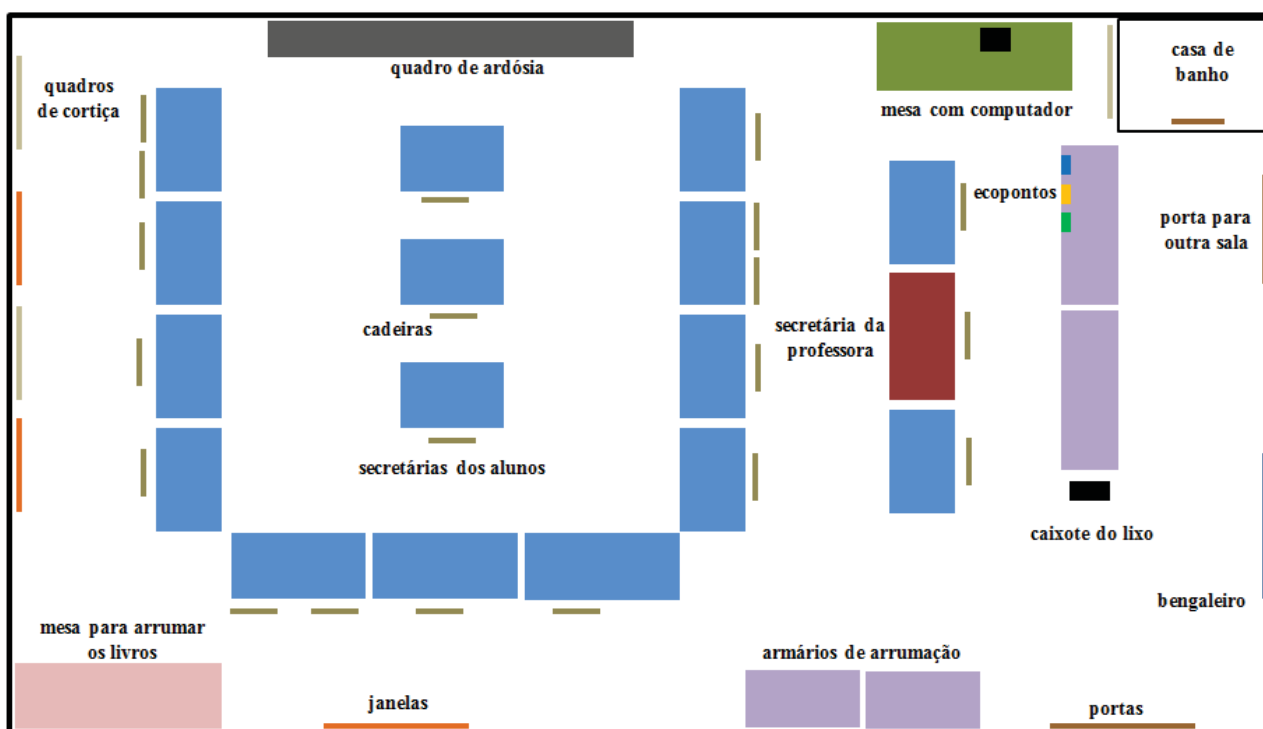 quadro de ardósia
quadros
de cortiça
mesa com computador
casa de
banho
ecopontos
porta para
outra sala
cadeiras
secretária da
professora
secretárias dos alunos
caixote do lixo
bengaleiro
mesa para arrumar
os livros
armários de arrumação
janelas
portas